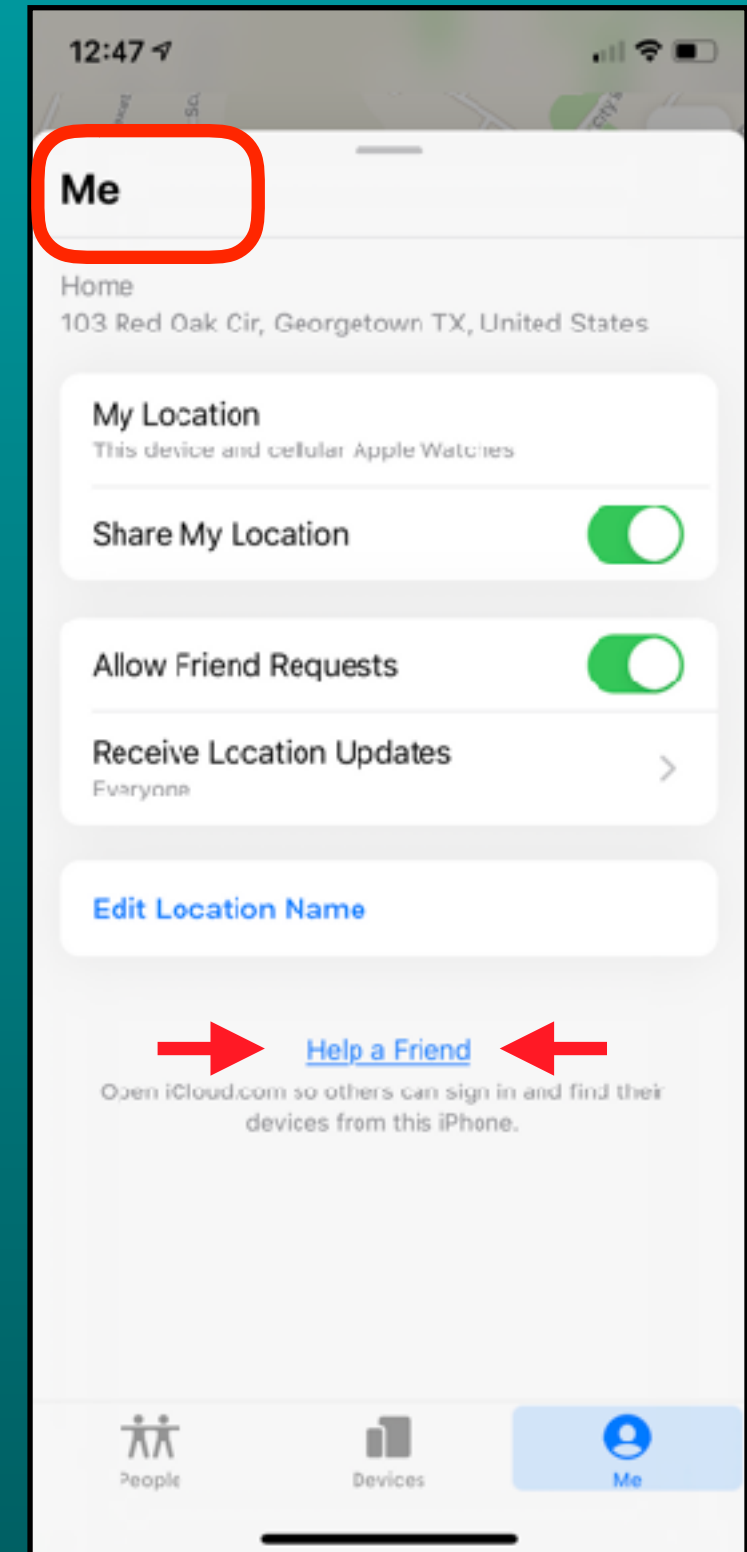 12:47
Me
Home
103 Red Oak Cir, Georgetown TX, United States
My Location
This device and cellular Apple Watches
Share My Location
Allow Friend Requests
Receive Location Updates
Everyone
Edit Location Name
Help a Friend
Open iCloud.com so others can sign in and find their
devices from this iPhone.
People
Devices
Me